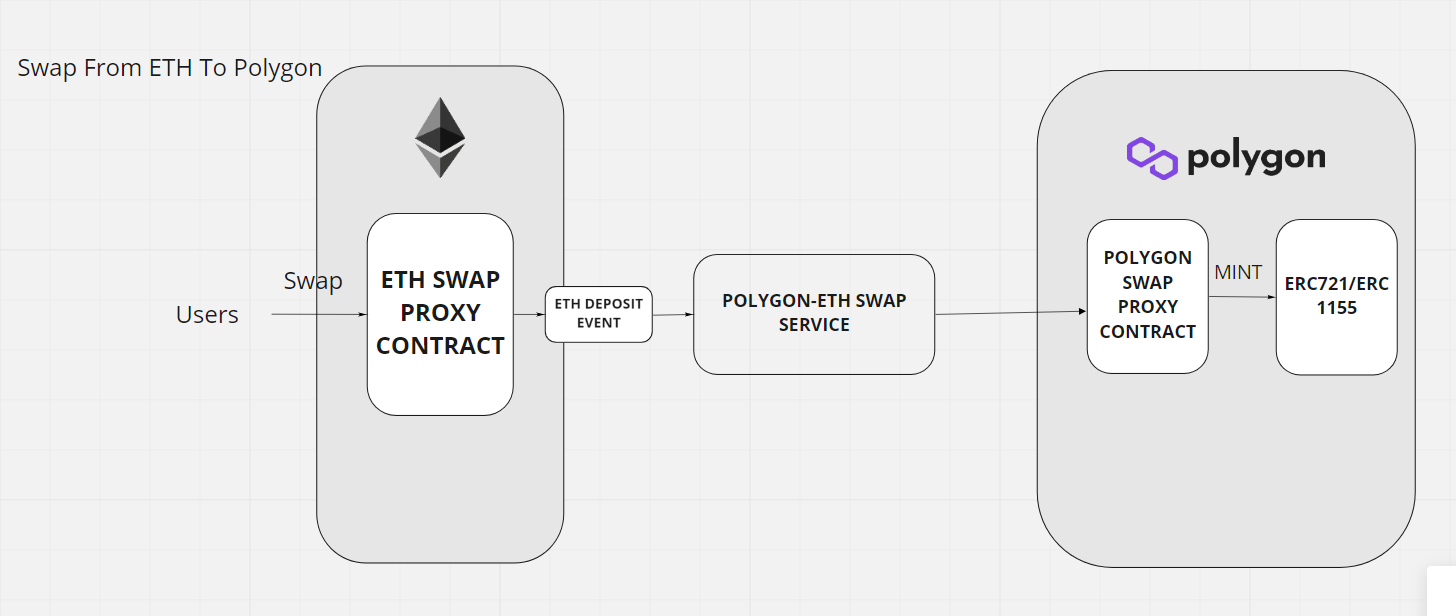 Swap From ETH To Polygon
polygon
Users
Swap
ETH SWAP
PROXY
CONTRACT
ETH DEPOSIT
EVENT
POLYGON-ETH SWAP
SERVICE
POLYGON
SWAP
PROXY
CONTRACT
MINT
ERC721/ERC
1155